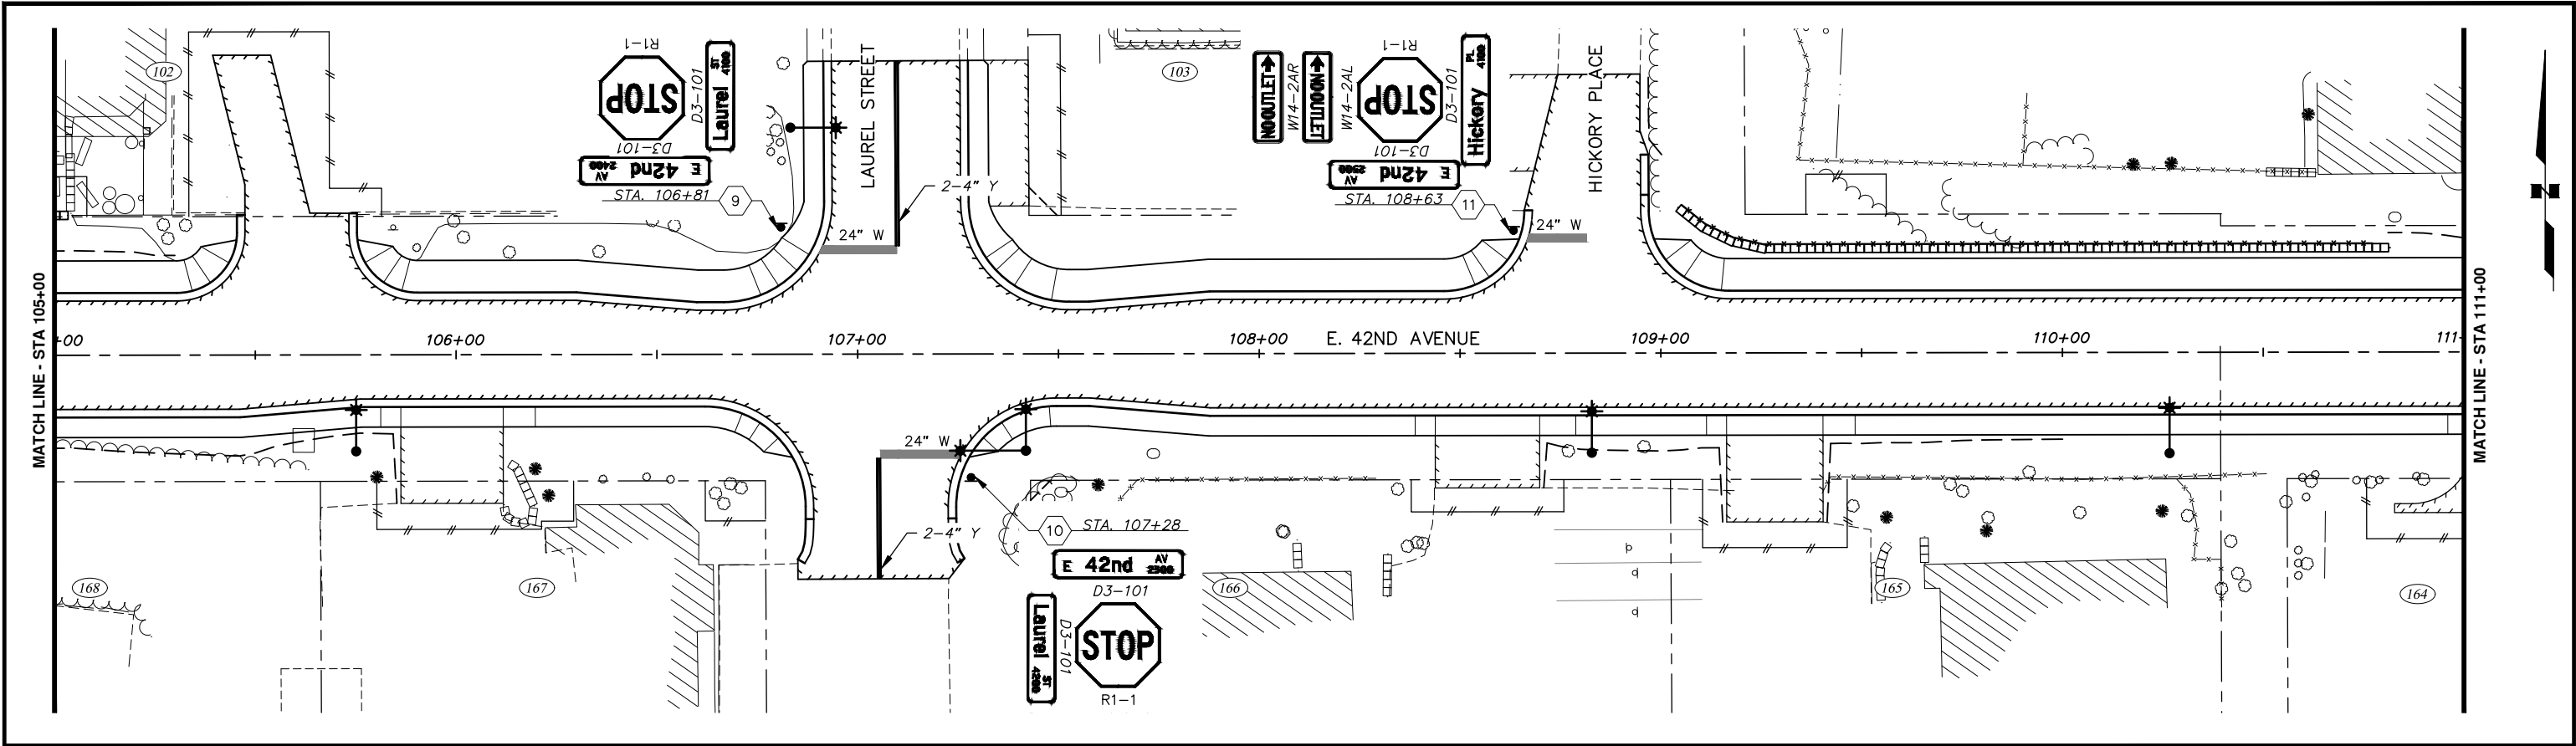 MATCH LINE - STA 105+00
102
R1-1
STOP
D3-101
Laurel ST 4100
D3-101
E 42nd AV 2400
STA. 106+81
9
LAUREL STREET
24" W
2-4" Y
103
NO OUTLET
W14-2AR
NO OUTLET
W14-2AL
R1-1
STOP
D3-101
Hickory PL 4100
D3-101
E 42nd AV 2500
STA. 108+63
11
HICKORY PLACE
24" W
N
+00
106+00
107+00
108+00
E. 42ND AVENUE
109+00
110+00
111+
MATCH LINE - STA 111+00
24" W
2-4" Y
10
STA. 107+28
E 42nd AV
D3-101
Laurel ST 4200
D3-101
STOP
R1-1
168
167
166
165
164